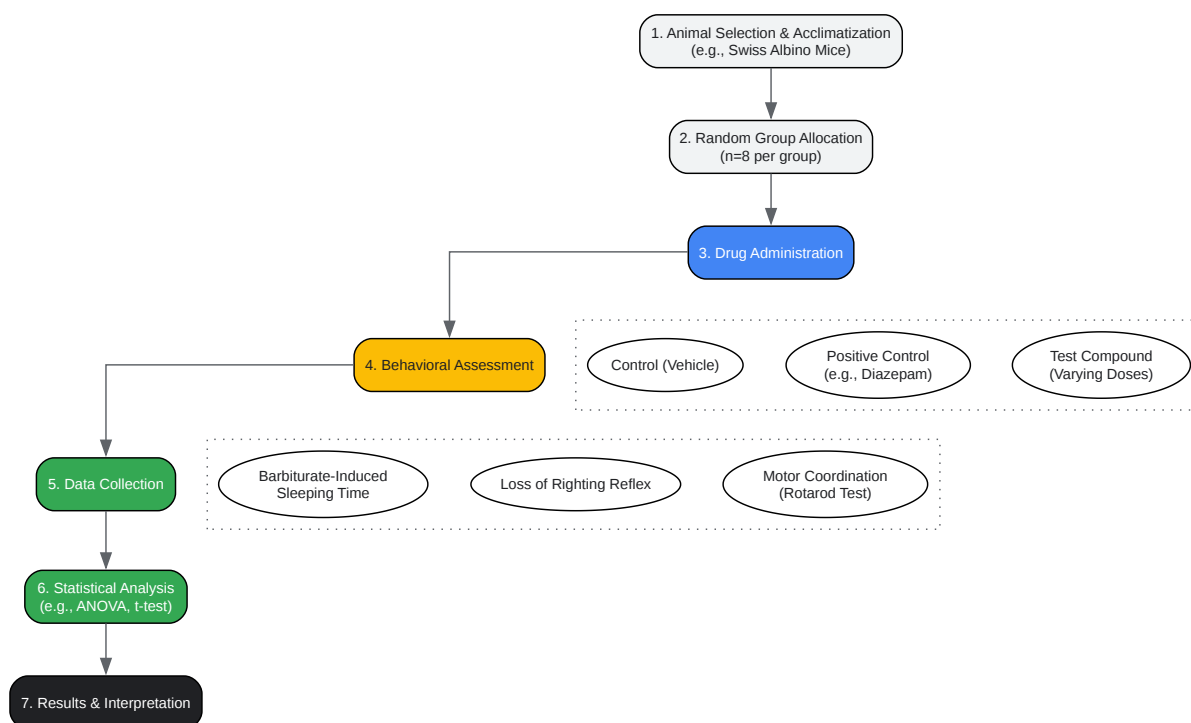 1. Animal Selection & Acclimatization
(e.g., Swiss Albino Mice)
2. Random Group Allocation
(n=8 per group)
3. Drug Administration
4. Behavioral Assessment
Control (Vehicle)
Positive Control
(e.g., Diazepam)
Test Compound
(Varying Doses)
5. Data Collection
Barbiturate-Induced
Sleeping Time
Loss of Righting Reflex
Motor Coordination
(Rotarod Test)
6. Statistical Analysis
(e.g., ANOVA, t-test)
7. Results & Interpretation